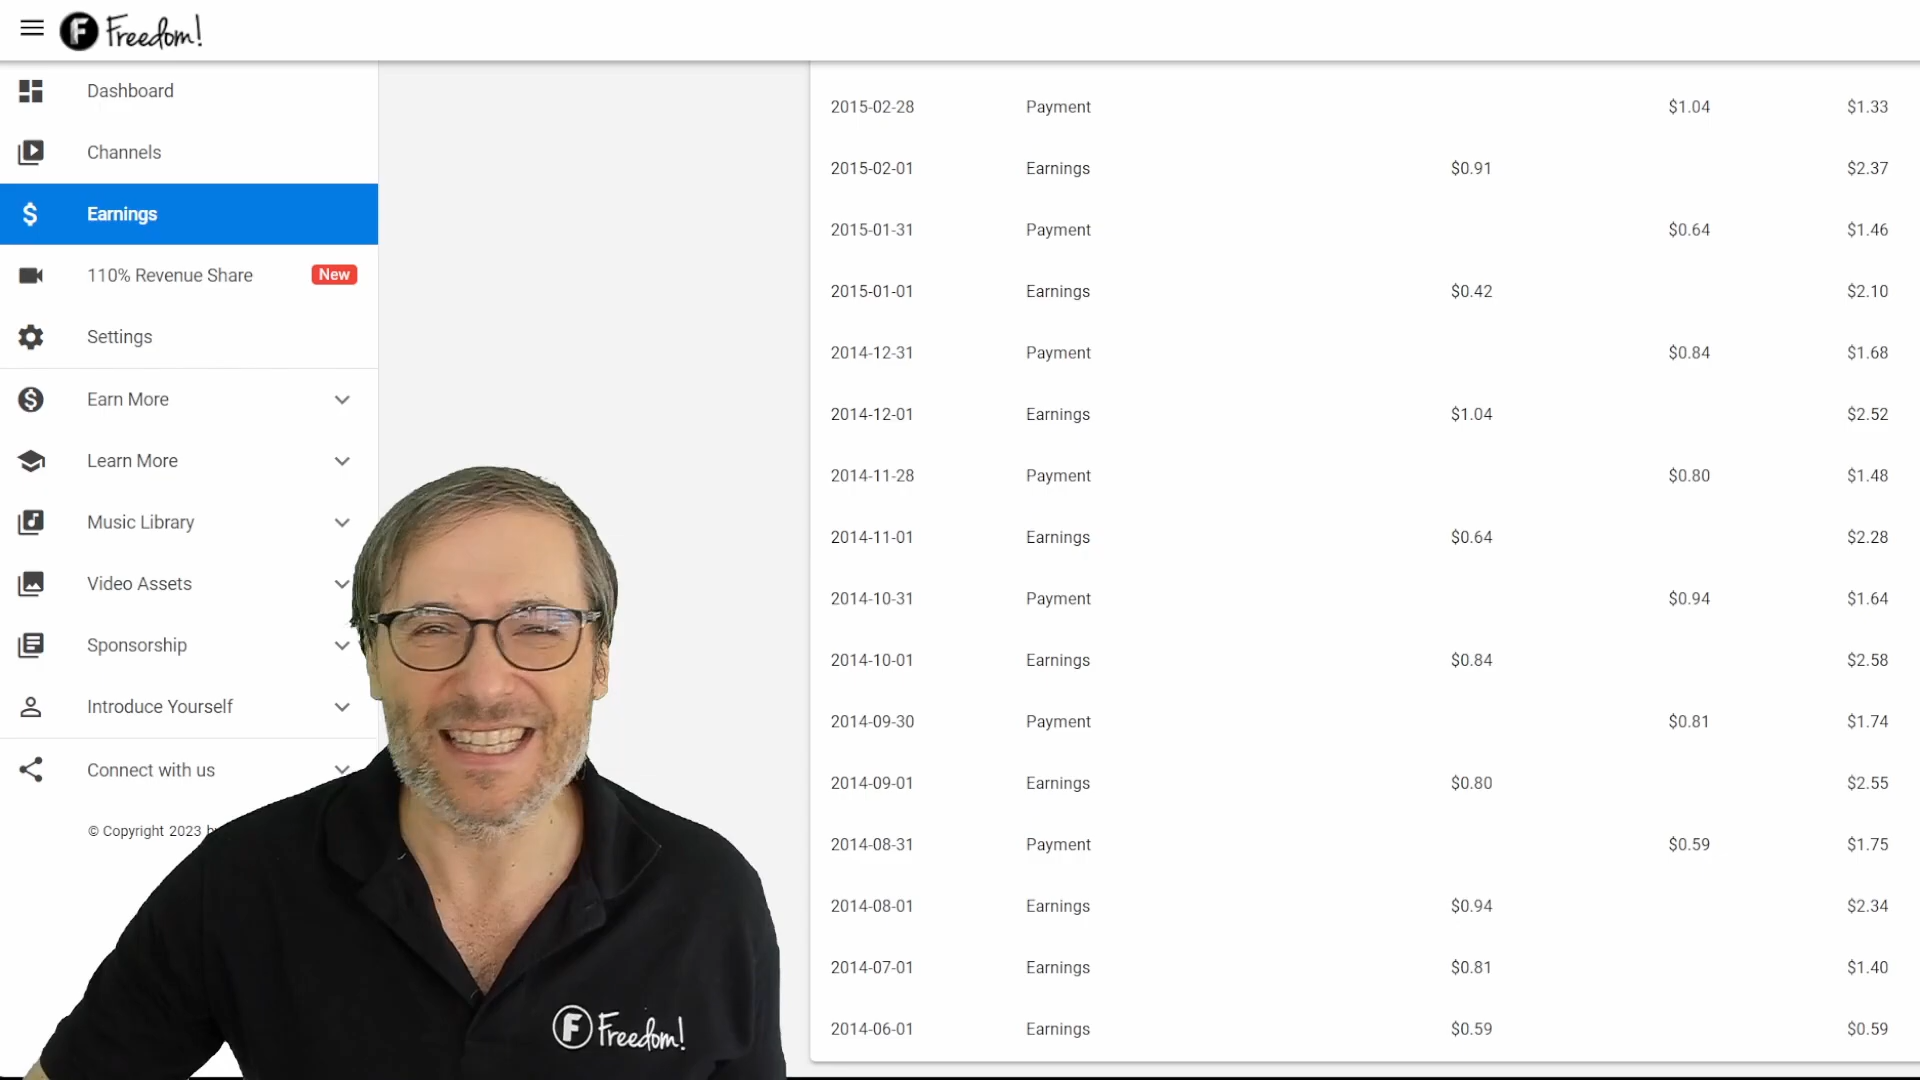 F Freedom!
Dashboard
Channels
Earnings
110% Revenue Share New
Settings
Earn More
Learn More
Music Library
Video Assets
Sponsorship
Introduce Yourself
Connect with us
© Copyright 2023
2015-02-28 Payment $1.04 $1.33
2015-02-01 Earnings $0.91 $2.37
2015-01-31 Payment $0.64 $1.46
2015-01-01 Earnings $0.42 $2.10
2014-12-31 Payment $0.84 $1.68
2014-12-01 Earnings $1.04 $2.52
2014-11-28 Payment $0.80 $1.48
2014-11-01 Earnings $0.64 $2.28
2014-10-31 Payment $0.94 $1.64
2014-10-01 Earnings $0.84 $2.58
2014-09-30 Payment $0.81 $1.74
2014-09-01 Earnings $0.80 $2.55
2014-08-31 Payment $0.59 $1.75
2014-08-01 Earnings $0.94 $2.34
2014-07-01 Earnings $0.81 $1.40
2014-06-01 Earnings $0.59 $0.59
F Freedom!